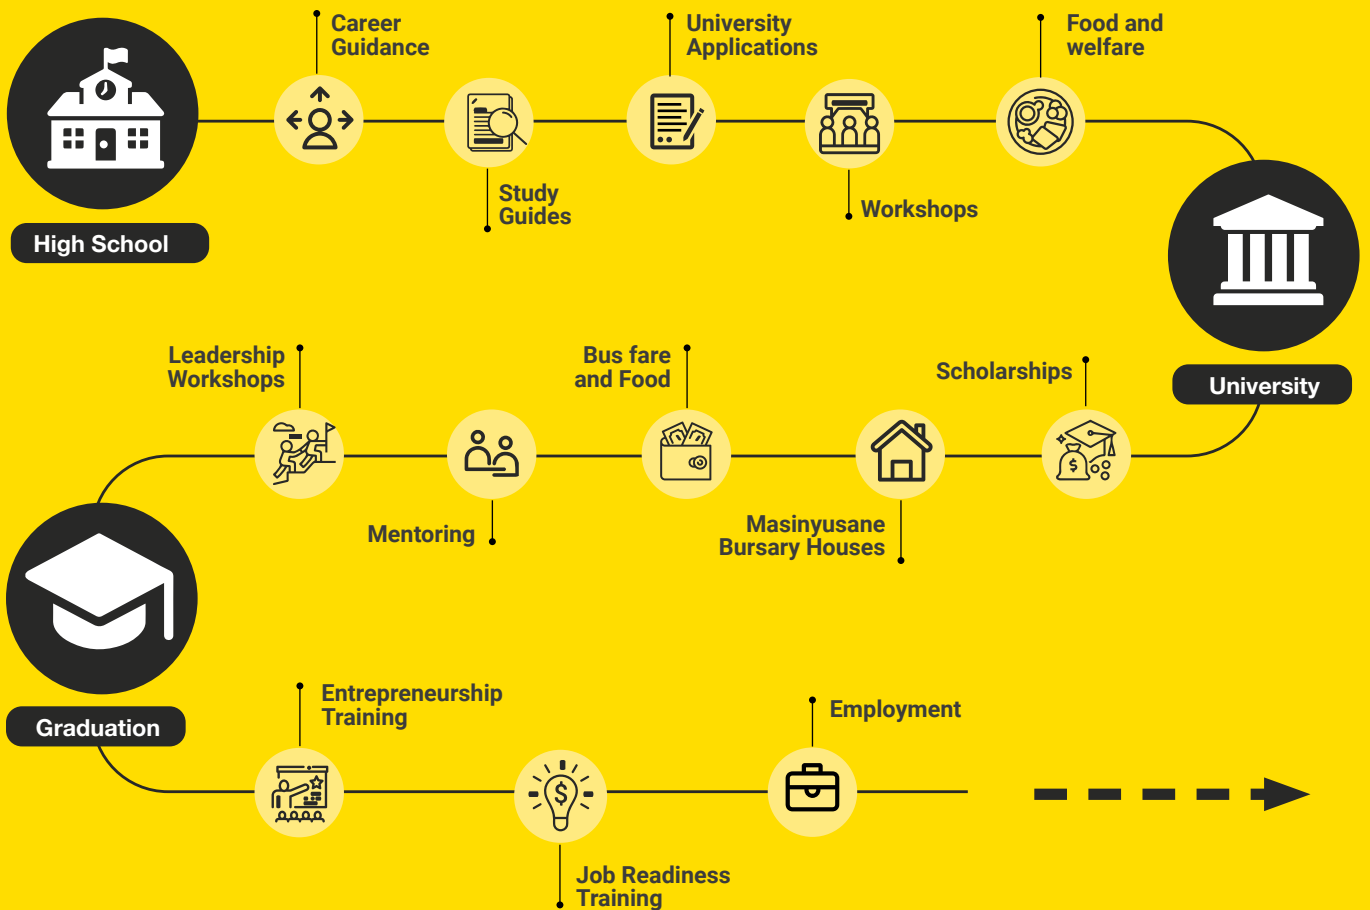 Career
Guidance
University
Applications
Food and
welfare
Study
Guides
Workshops
High School
Leadership
Workshops
Bus fare
and Food
Scholarships
University
Mentoring
Masinyusane
Bursary Houses
Graduation
Entrepreneurship
Training
Employment
Job Readiness
Training